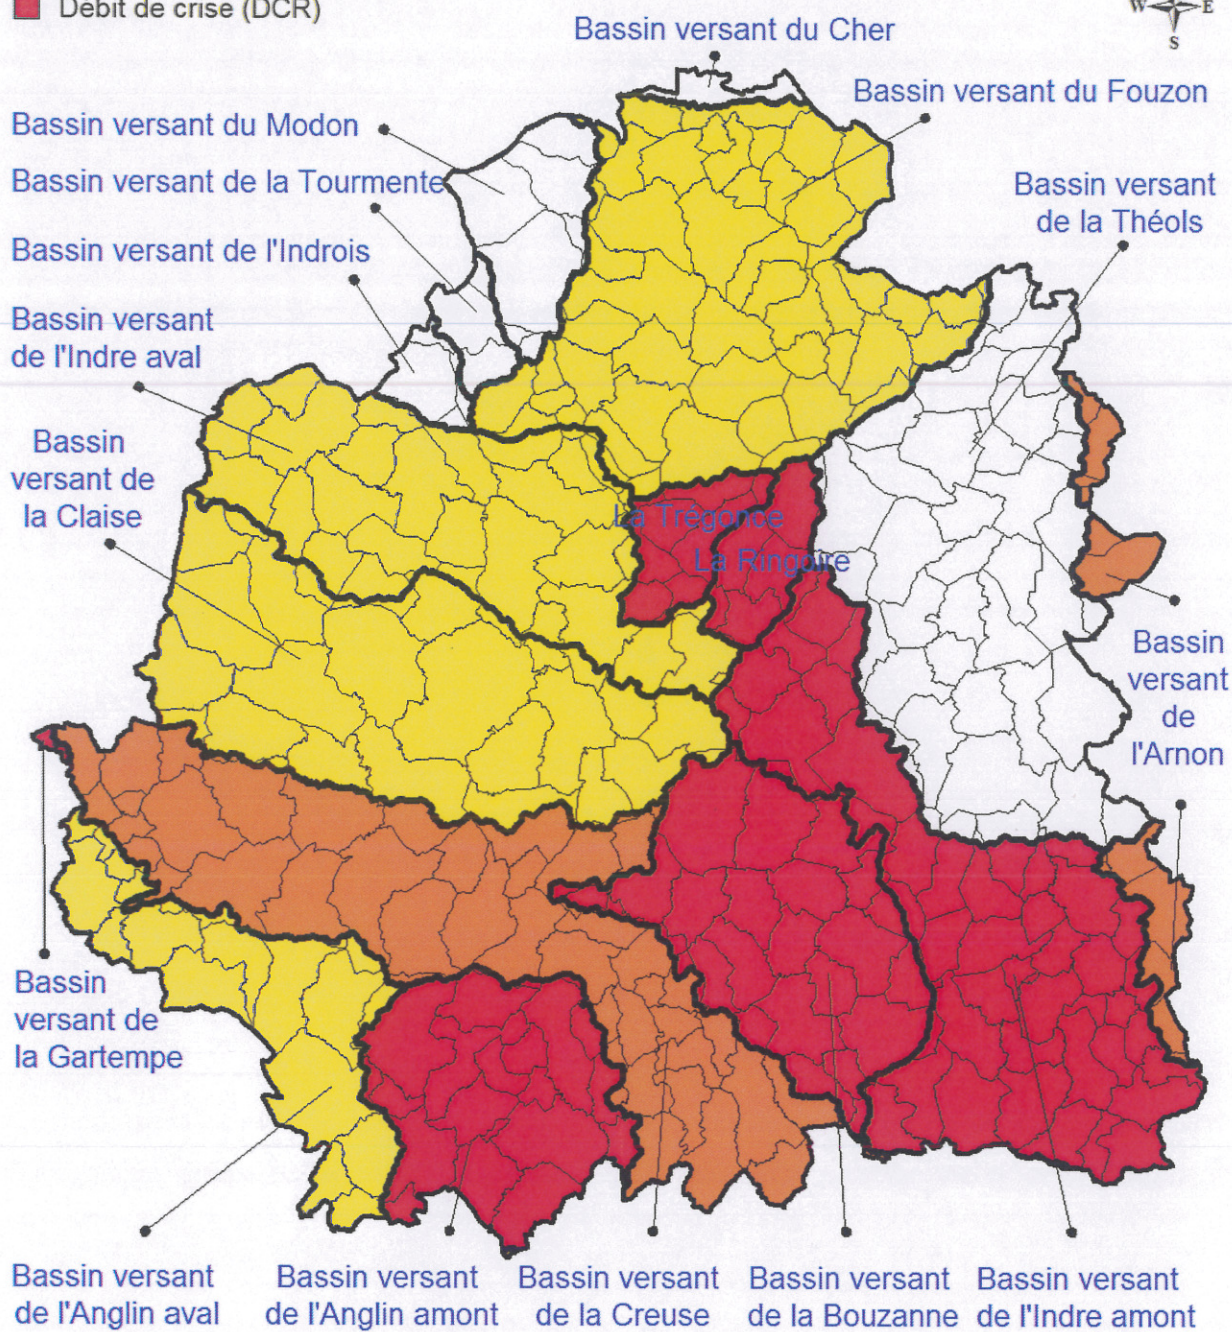 Débit de crise (DCR)
W E
S
Bassin versant du Cher
Bassin versant du Fouzon
Bassin versant du Modon
Bassin versant de la Tourmente
Bassin versant
de la Théols
Bassin versant de l'Indrois
Bassin versant
de l'Indre aval
Bassin
versant de
la Claise
La Trégonce
La Ringoire
Bassin
versant
de
l'Arnon
Bassin
versant de
la Gartempe
Bassin versant
de l'Anglin aval
Bassin versant
de l'Anglin amont
Bassin versant
de la Creuse
Bassin versant
de la Bouzanne
Bassin versant
de l'Indre amont